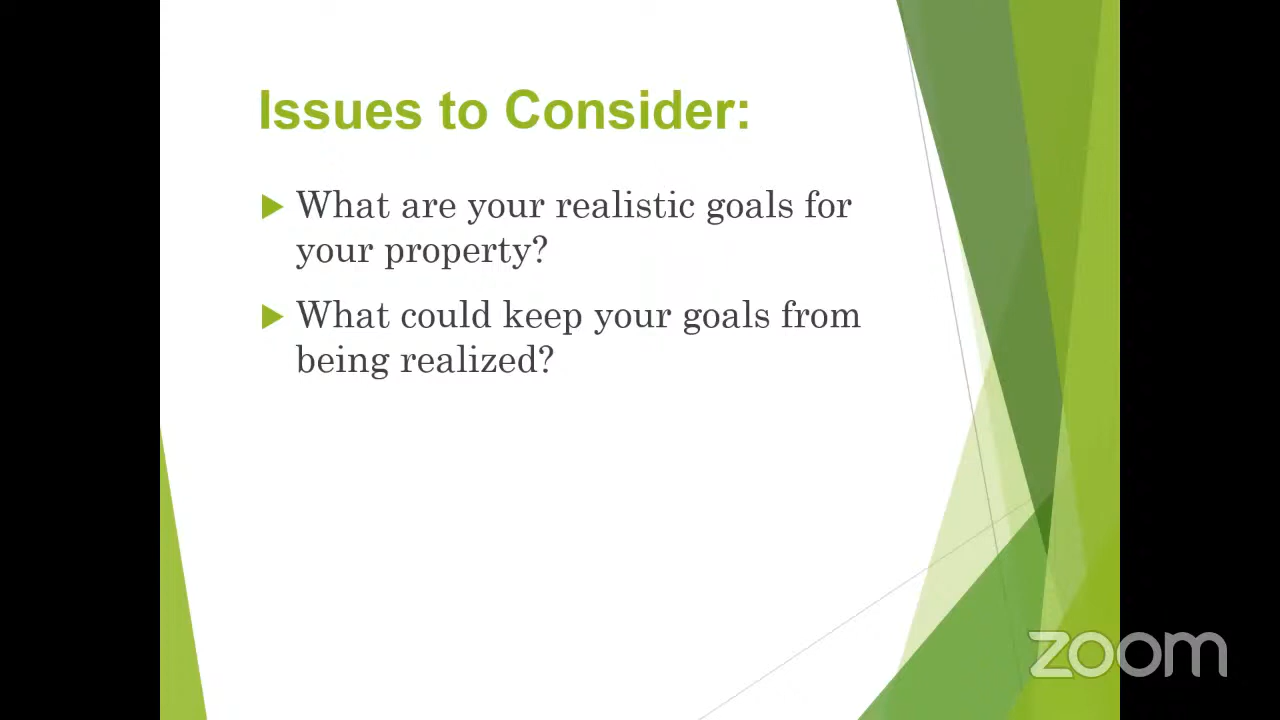 Issues to Consider:
What are your realistic goals for
your property?
What could keep your goals from
being realized?
zoom